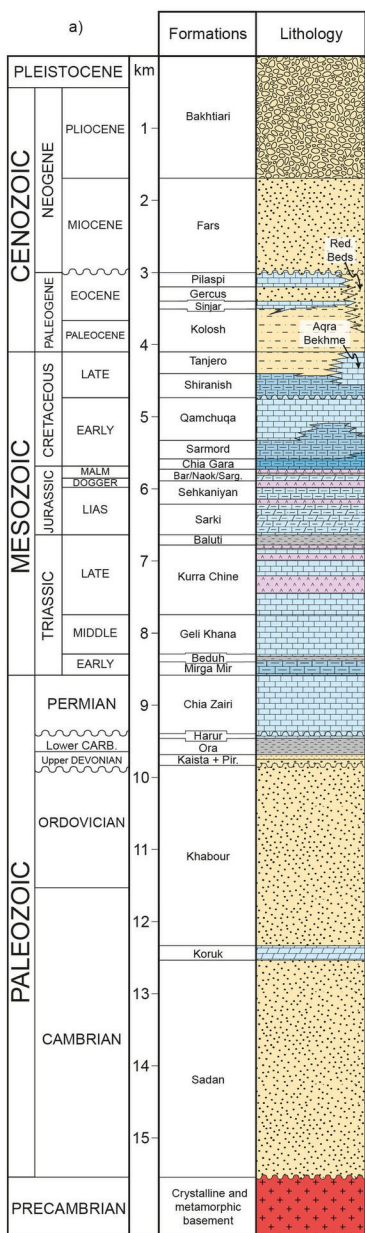 a)
Formations
Lithology
PLEISTOCENE
km
CENOZOIC
NEOGENE
PLIOCENE
MIOCENE
PALEOGENE
EOCENE
PALEOCENE
MESOZOIC
CRETACEOUS
LATE
EARLY
JURASSIC
MALM
DOGGER
LIAS
TRIASSIC
LATE
MIDDLE
EARLY
PALEOZOIC
PERMIAN
Lower CARB.
Upper DEVONIAN
ORDOVICIAN
CAMBRIAN
PRECAMBRIAN
1
2
3
4
5
6
7
8
9
10
11
12
13
14
15
Bakhtiari
Fars
Pilaspi
Gercus
Sinjar
Kolosh
Tanjero
Shiranish
Qamchuqa
Sarmord
Chia Gara
Bar/Naok/Sarg.
Sehkaniyan
Sarki
Baluti
Kurra Chine
Geli Khana
Beduh
Mirga Mir
Chia Zairi
Harur
Ora
Kaista + Pir.
Khabour
Koruk
Sadan
Crystalline and
metamorphic
basement
Red
Beds
Aqra
Bekhme